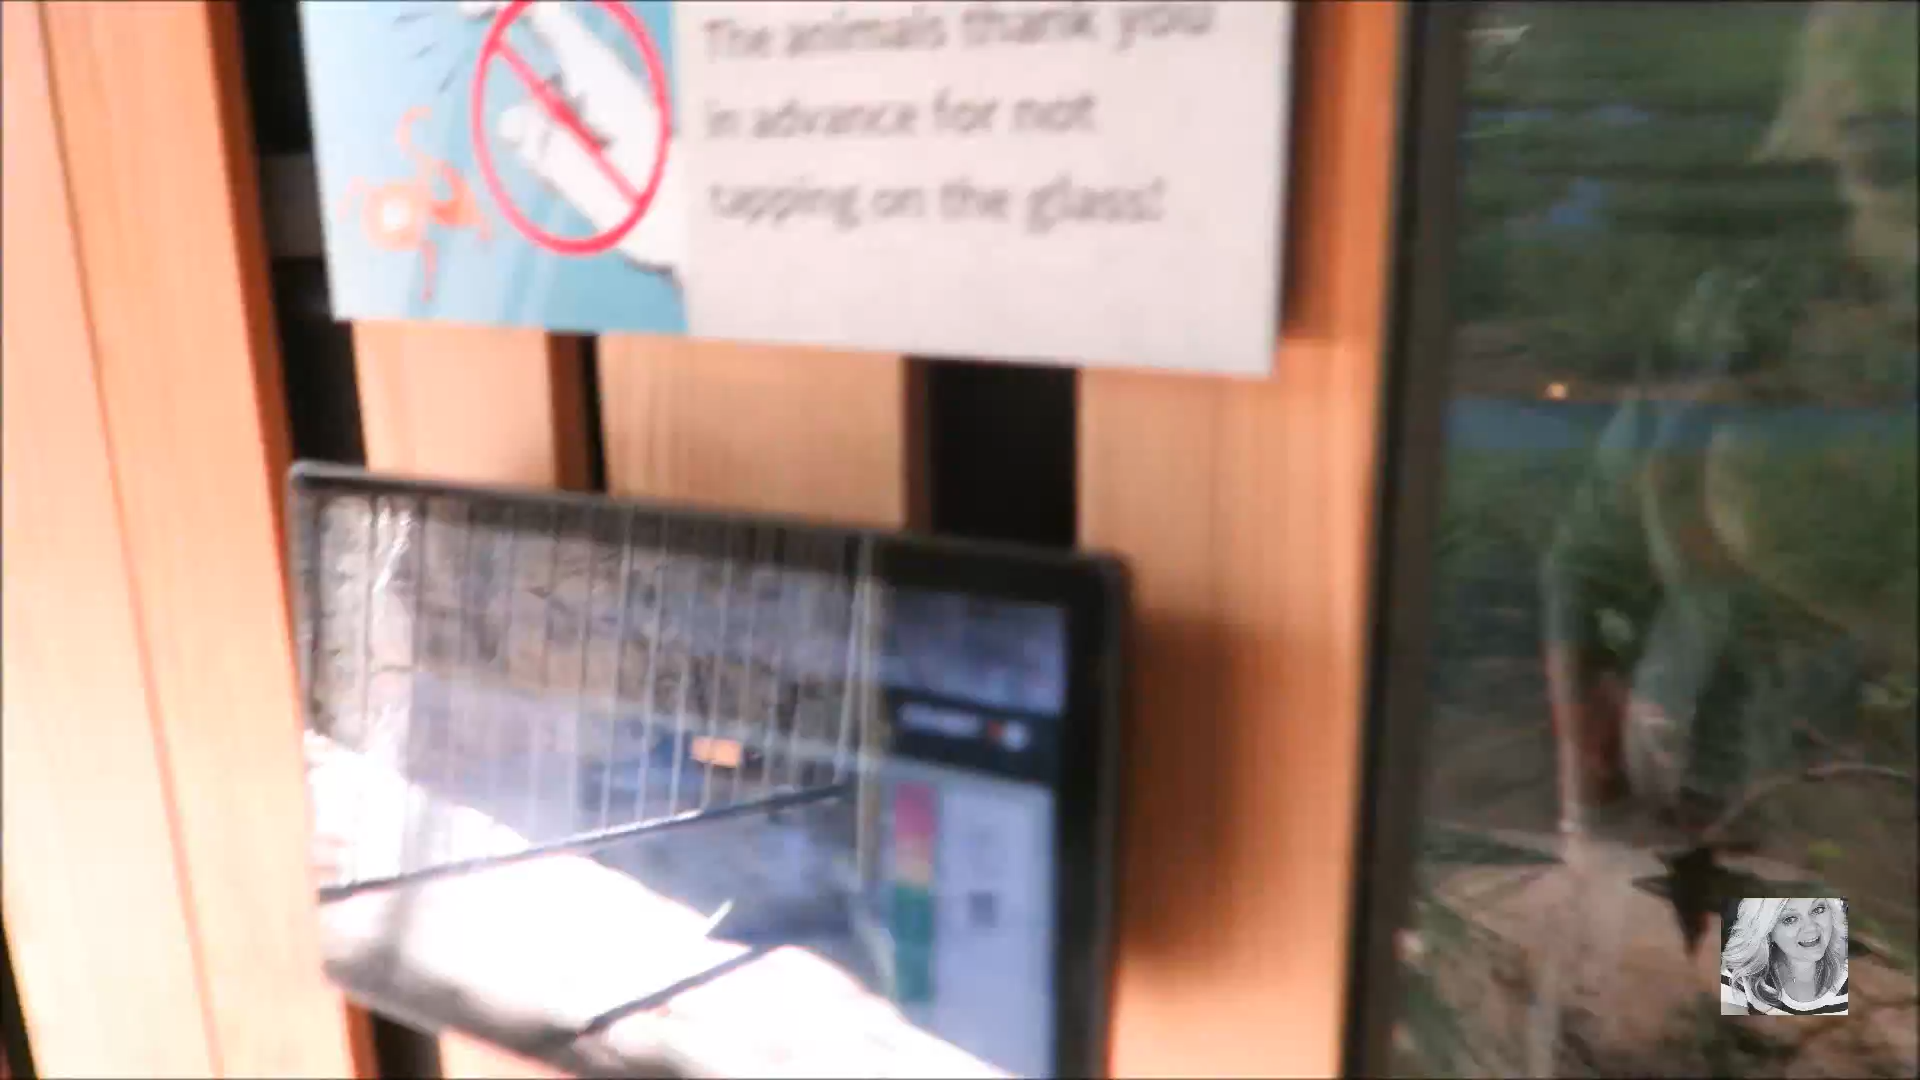 The animals thank you
in advance for not
tapping on the glass!